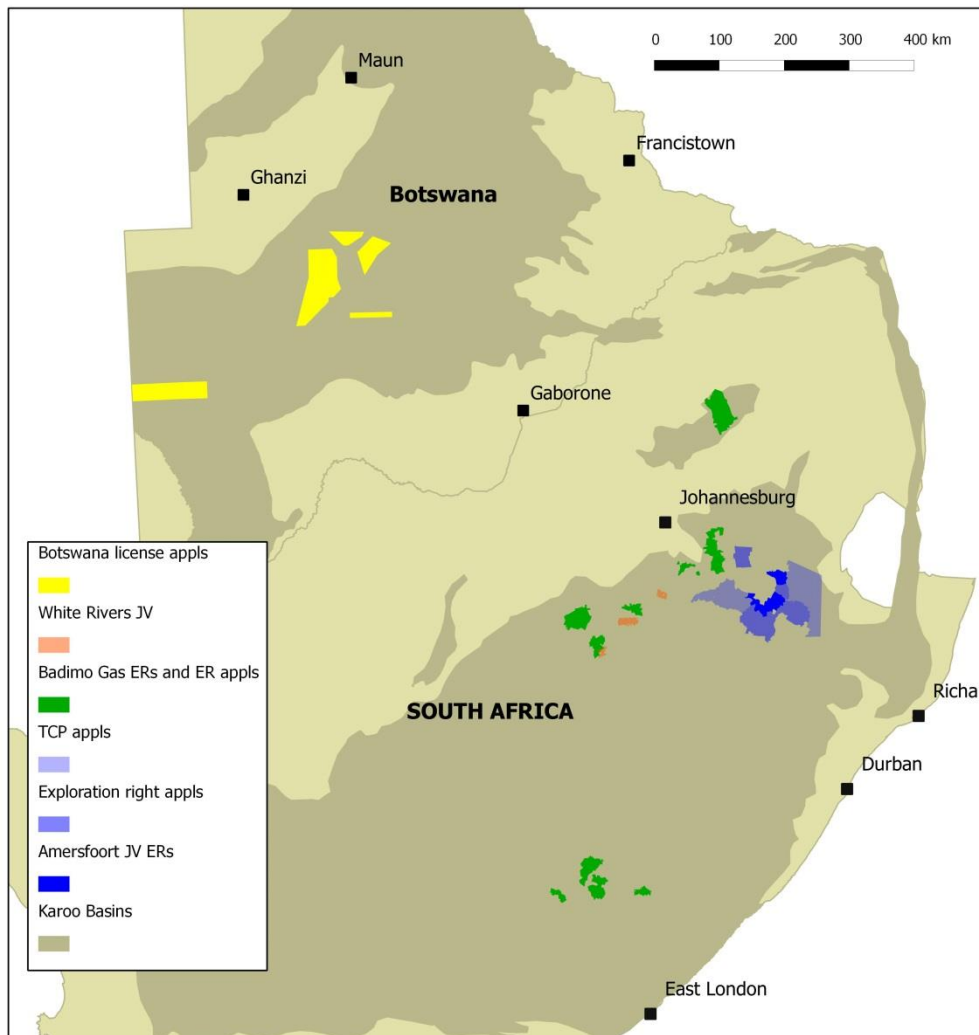 0 100 200 300 400 km
Maun
Francistown
Ghanzi
Botswana
Gaborone
Johannesburg
Botswana license appls
White Rivers JV
Badimo Gas ERs and ER appls
TCP appls
Exploration right appls
Amersfoort JV ERs
Karoo Basins
SOUTH AFRICA
Richa
Durban
East London